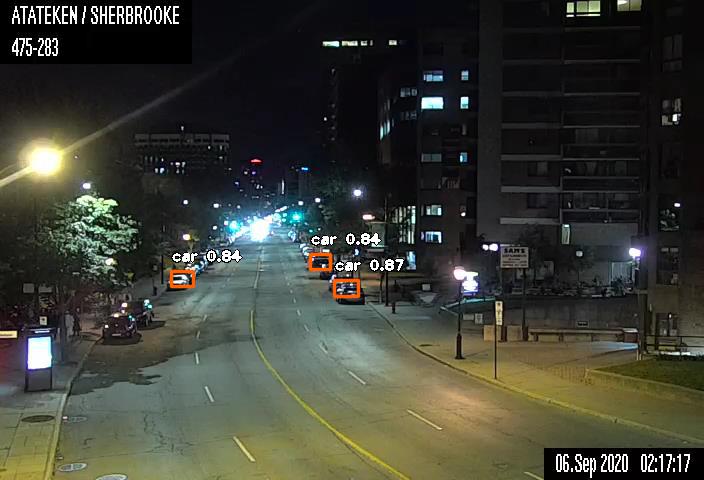 ATATEKEN / SHERBROOKE
475-283
car 0.84
car 0.84
car 0.87
SAM'S
06.Sep 2020 02:17:17